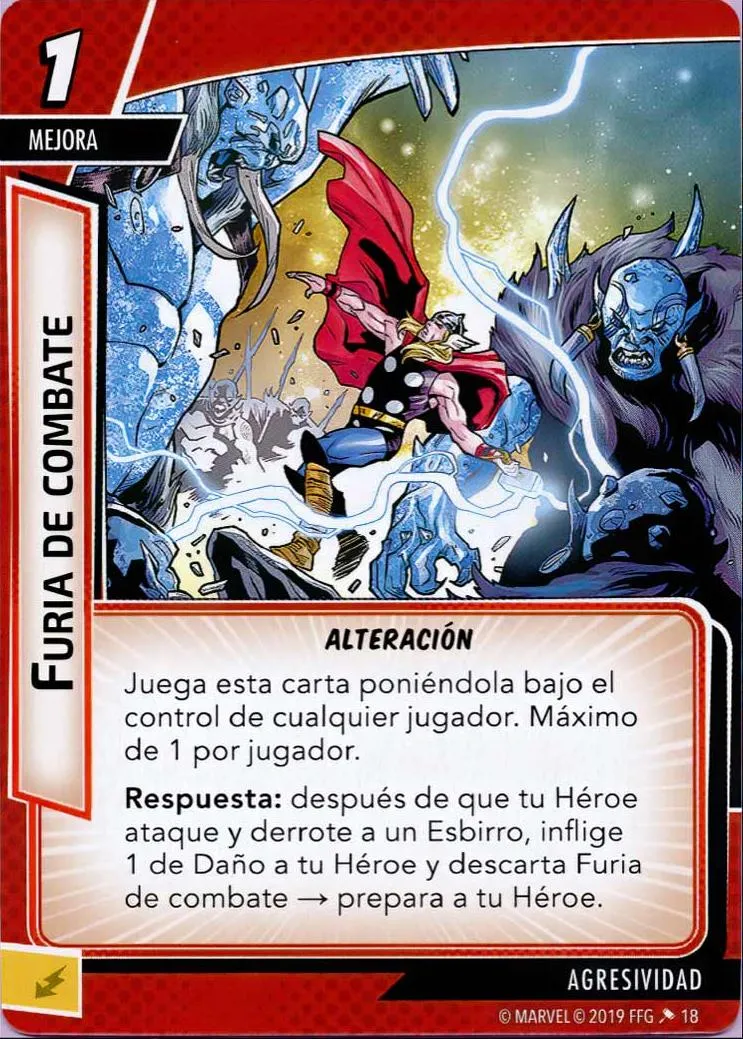 1
MEJORA
FURIA DE COMBATE
ALTERACIÓN
Juega esta carta poniéndola bajo el
control de cualquier jugador. Máximo
de 1 por jugador.
Respuesta: después de que tu Héroe
ataque y derrote a un Esbirro, inflige
1 de Daño a tu Héroe y descarta Furia
de combate → prepara a tu Héroe.
AGRESIVIDAD
© MARVEL © 2019 FFG 18